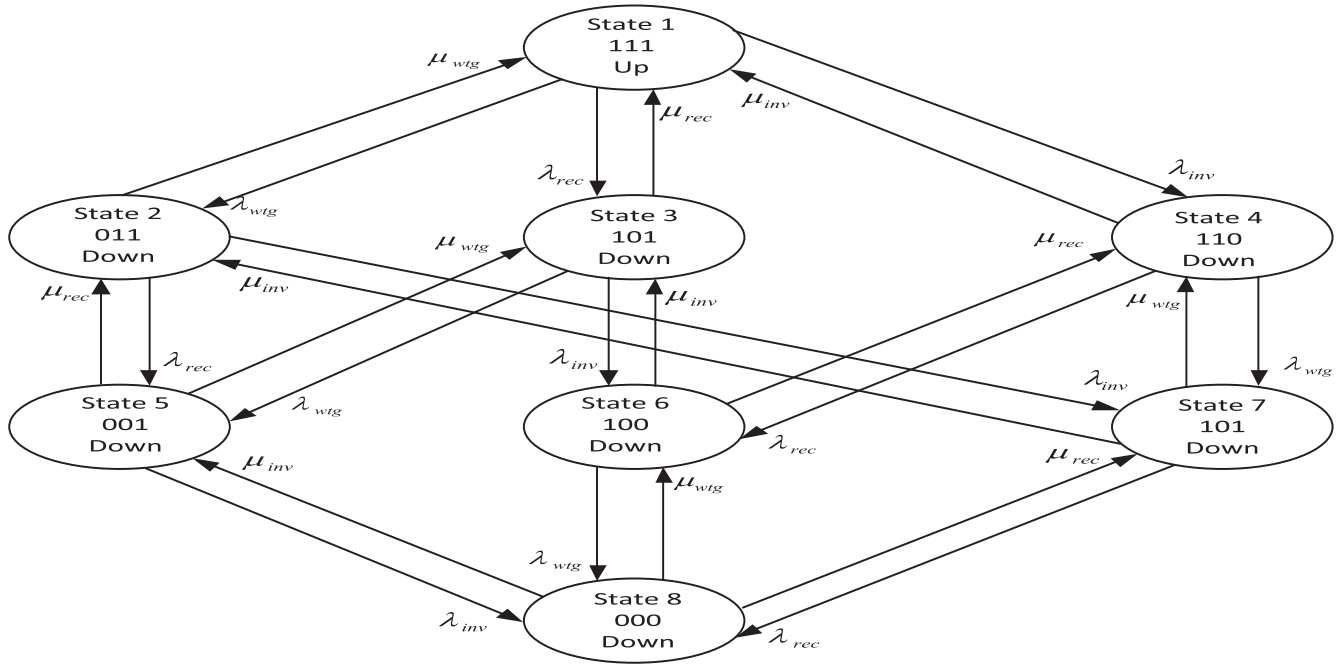 State 1
111
Up
μ wtg
μ inv
μ rec
λ rec
λ inv
λ wtg
State 2
011
Down
State 3
101
Down
State 4
110
Down
μ wtg
μ rec
μ rec
μ inv
μ inv
μ wtg
λ rec
λ inv
λ inv
λ wtg
λ wtg
State 5
001
Down
State 6
100
Down
State 7
101
Down
λ rec
μ inv
μ rec
μ wtg
λ wtg
λ inv
State 8
000
Down
λ rec